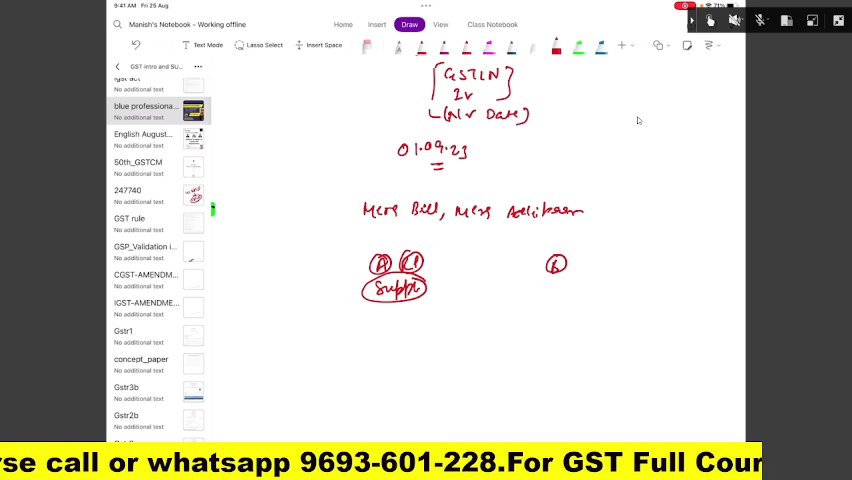 9:41 AM Fri 25 Aug
71%
Manish's Notebook - Working offline
Home Insert Draw View Class Notebook
Text Mode Lasso Select Insert Space
GST intro and SU...
igst act
No additional text
blue professiona...
No additional text
English August...
No additional text
50th_GSTCM
No additional text
247740
No additional text
GST rule
No additional text
GSP_Validation i...
No additional text
CGST-AMENDM...
No additional text
IGST-AMENDME...
No additional text
Gstr1
No additional text
concept_paper
No additional text
Gstr3b
No additional text
Gstr2b
No additional text
GSTIN
Date
01.09.23
Mera Bill, Mera
A
Suppl
rse call or whatsapp 9693-601-228.For GST Full Cour